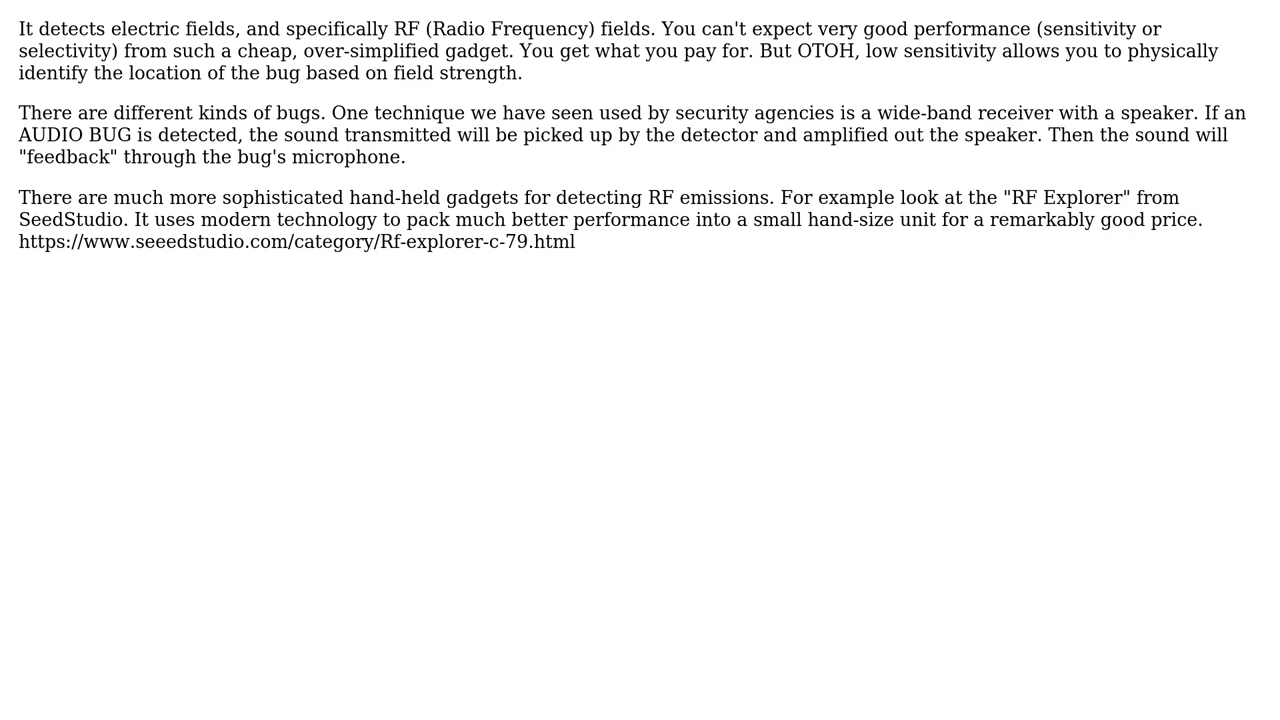 It detects electric fields, and specifically RF (Radio Frequency) fields. You can't expect very good performance (sensitivity or
selectivity) from such a cheap, over-simplified gadget. You get what you pay for. But OTOH, low sensitivity allows you to physically
identify the location of the bug based on field strength.
There are different kinds of bugs. One technique we have seen used by security agencies is a wide-band receiver with a speaker. If an
AUDIO BUG is detected, the sound transmitted will be picked up by the detector and amplified out the speaker. Then the sound will
"feedback" through the bug's microphone.
There are much more sophisticated hand-held gadgets for detecting RF emissions. For example look at the "RF Explorer" from
SeedStudio. It uses modern technology to pack much better performance into a small hand-size unit for a remarkably good price.
https://www.seeedstudio.com/category/Rf-explorer-c-79.html